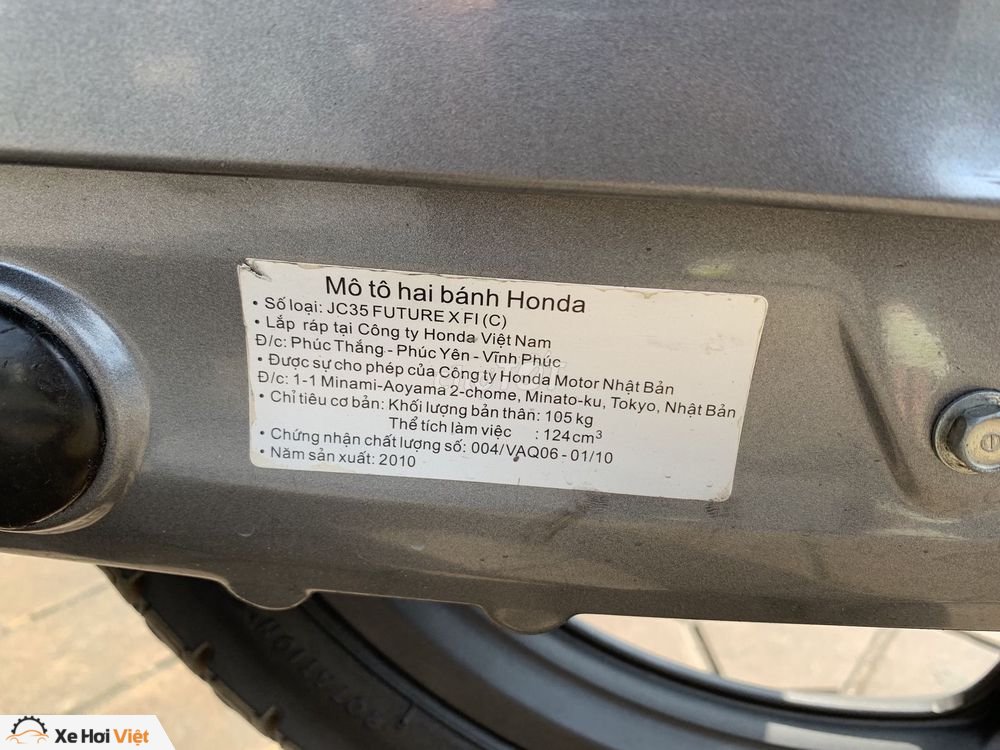 Mô tô hai bánh Honda
• Số loại: JC35 FUTURE X FI (C)
• Lắp ráp tại Công ty Honda Việt Nam
Đ/c: Phúc Thắng - Phúc Yên - Vĩnh Phúc
• Được sự cho phép của Công ty Honda Motor Nhật Bản
Đ/c: 1-1 Minami-Aoyama 2-chome, Minato-ku, Tokyo, Nhật Bản
• Chỉ tiêu cơ bản: Khối lượng bản thân: 105 kg
Thể tích làm việc : 124 cm³
• Chứng nhận chất lượng số: 004/VAQ06 - 01/10
• Năm sản xuất: 2010
Xe Hơi Việt